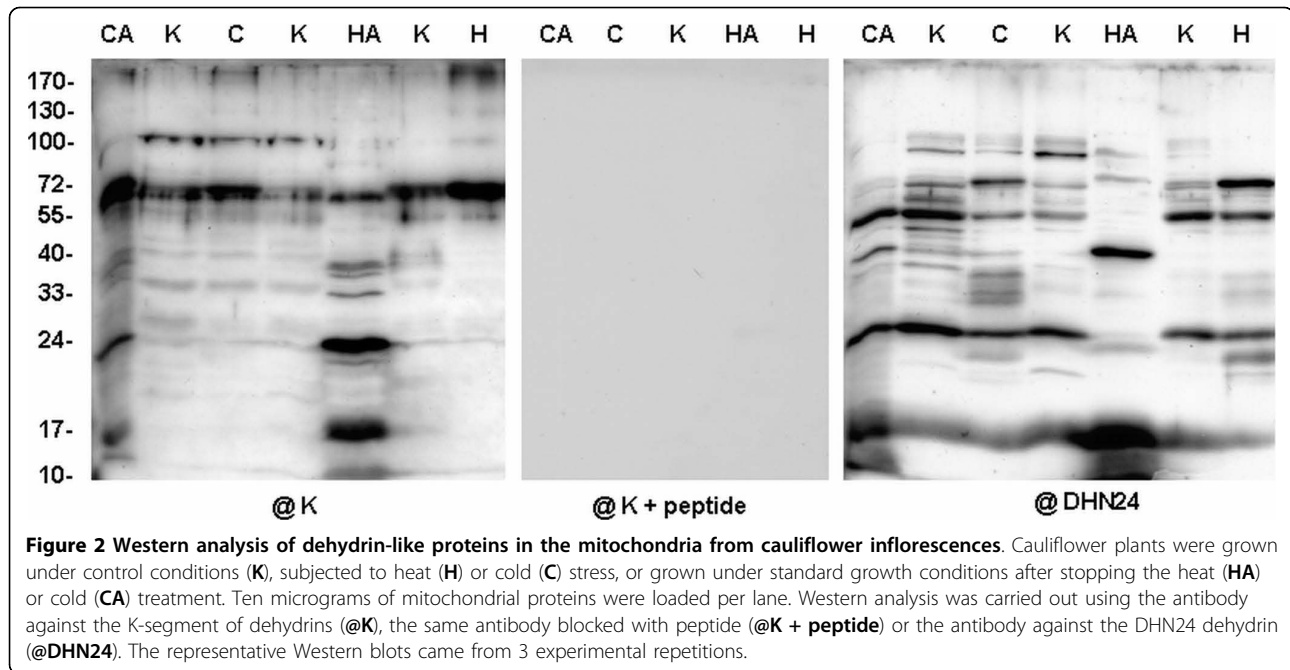 CA K C K HA K H CA C K HA H CA K C K HA K H
170-
130-
100-
72-
55-
40-
33-
24-
17-
10-
@K @K + peptide @DHN24
Figure 2 Western analysis of dehydrin-like proteins in the mitochondria from cauliflower inflorescences. Cauliflower plants were grown
under control conditions (K), subjected to heat (H) or cold (C) stress, or grown under standard growth conditions after stopping the heat (HA)
or cold (CA) treatment. Ten micrograms of mitochondrial proteins were loaded per lane. Western analysis was carried out using the antibody
against the K-segment of dehydrins (@K), the same antibody blocked with peptide (@K + peptide) or the antibody against the DHN24 dehydrin
(@DHN24). The representative Western blots came from 3 experimental repetitions.